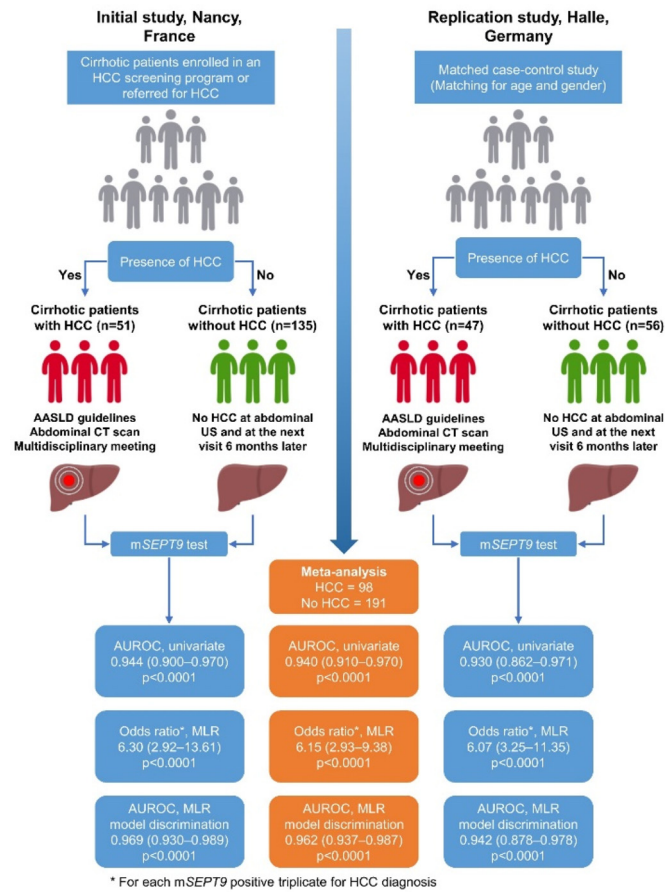 Initial study, Nancy,
France
Cirrhotic patients enrolled in an
HCC screening program or
referred for HCC
Presence of HCC
Yes
No
Cirrhotic patients
with HCC (n=51)
Cirrhotic patients
without HCC (n=135)
AASLD guidelines
Abdominal CT scan
Multidisciplinary meeting
No HCC at abdominal
US and at the next
visit 6 months later
mSEPT9 test
AUROC, univariate
0.944 (0.900–0.970)
p<0.0001
Odds ratio*, MLR
6.30 (2.92–13.61)
p<0.0001
AUROC, MLR
model discrimination
0.969 (0.930–0.989)
p<0.0001
Meta-analysis
HCC = 98
No HCC = 191
AUROC, univariate
0.940 (0.910–0.970)
p<0.0001
Odds ratio*, MLR
6.15 (2.93–9.38)
p<0.0001
AUROC, MLR
model discrimination
0.962 (0.937–0.987)
p<0.0001
Replication study, Halle,
Germany
Matched case-control study
(Matching for age and gender)
Presence of HCC
Yes
No
Cirrhotic patients
with HCC (n=47)
Cirrhotic patients
without HCC (n=56)
AASLD guidelines
Abdominal CT scan
Multidisciplinary meeting
No HCC at abdominal
US and at the next
visit 6 months later
mSEPT9 test
AUROC, univariate
0.930 (0.862–0.971)
p<0.0001
Odds ratio*, MLR
6.07 (3.25–11.35)
p<0.0001
AUROC, MLR
model discrimination
0.942 (0.878–0.978)
p<0.0001
* For each mSEPT9 positive triplicate for HCC diagnosis